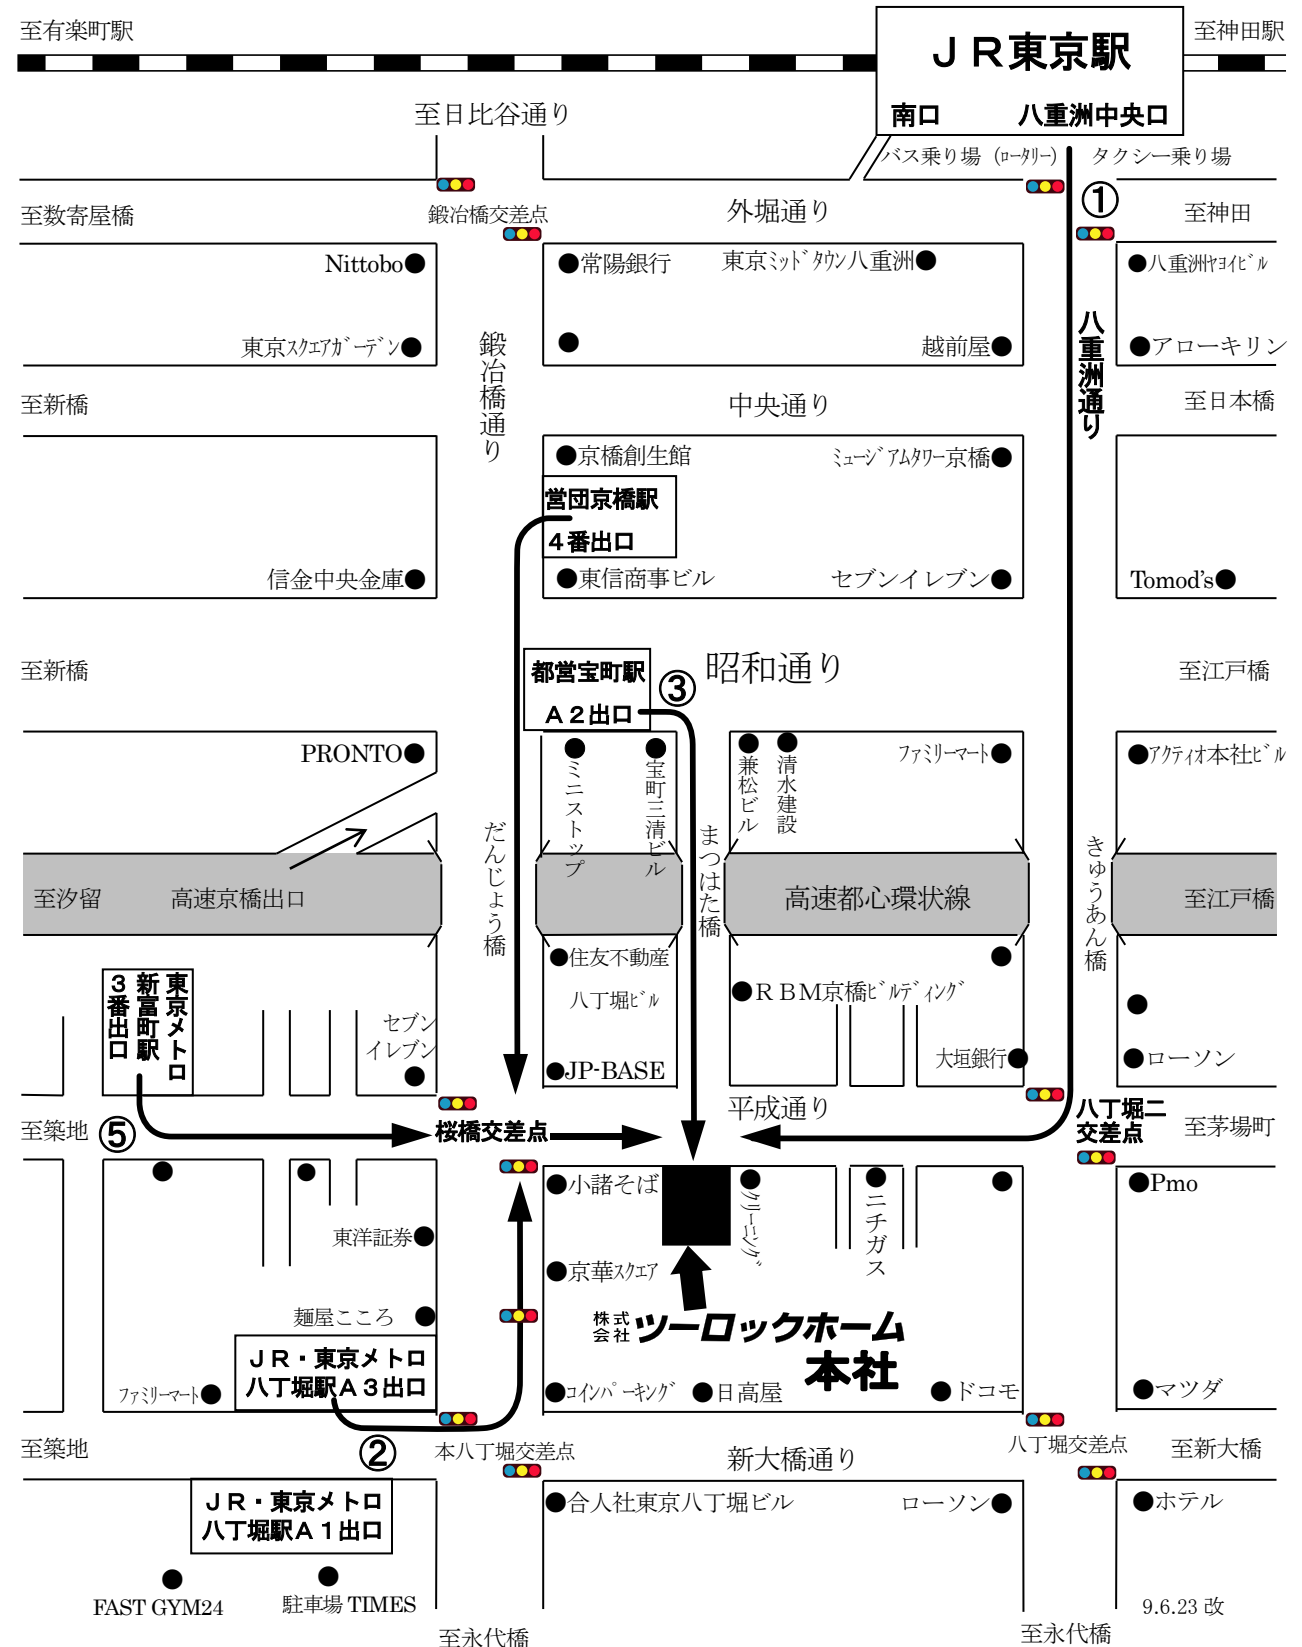 至有楽町駅
ＪＲ東京駅
至神田駅
南口
八重洲中央口
至日比谷通り
バス乗り場 (ﾛｰﾀﾘｰ)
タクシー乗り場
①
至数寄屋橋
鍛冶橋交差点
外堀通り
至神田
Nittobo●
●常陽銀行
東京ﾐｯﾄﾞﾀｳﾝ八重洲●
●八重洲ﾔﾖｲﾋﾞﾙ
東京ｽｸｴｱｶﾞｰﾃﾞﾝ●
●
越前屋●
●アローキリン
鍛冶橋通り
八重洲通り
至新橋
中央通り
至日本橋
●京橋創生館
ﾐｭｰｼﾞｱﾑﾀﾜｰ京橋●
営団京橋駅
４番出口
信金中央金庫●
●東信商事ビル
セブンイレブン●
Tomod's●
至新橋
都営宝町駅
Ａ２出口
③
昭和通り
至江戸橋
PRONTO●
●ミニストップ
●宝町三清ビル
●兼松ビル
●清水建設
ﾌｧﾐﾘｰﾏｰﾄ●
●ｱｸﾃｨｵ本社ﾋﾞﾙ
だんじょう橋
まつはた橋
きゅうあん橋
至汐留
高速京橋出口
高速都心環状線
至江戸橋
東京メトロ
新富町駅
３番出口
●住友不動産
八丁堀ﾋﾞﾙ
●ＲＢＭ京橋ﾋﾞﾙﾃﾞｨﾝｸﾞ
セブン
イレブン
●
●JP-BASE
大垣銀行●
●ローソン
至築地
⑤
桜橋交差点
平成通り
八丁堀二
交差点
至茅場町
●小諸そば
●クリーニング
●ニチガス
●Pmo
東洋証券●
●京華ｽｸｴｱ
麺屋こころ ●
株式
会社
ツーロックホーム
本社
ＪＲ・東京メトロ
八丁堀駅Ａ３出口
ﾌｧﾐﾘｰﾏｰﾄ●
●ｺｲﾝﾊﾟｰｷﾝｸﾞ
●日高屋
●ドコモ
●マツダ
至築地
②
本八丁堀交差点
新大橋通り
八丁堀交差点
至新大橋
ＪＲ・東京メトロ
八丁堀駅Ａ１出口
●合人社東京八丁堀ビル
ローソン●
●ホテル
FAST GYM24
駐車場 TIMES
9.6.23 改
至永代橋
至永代橋